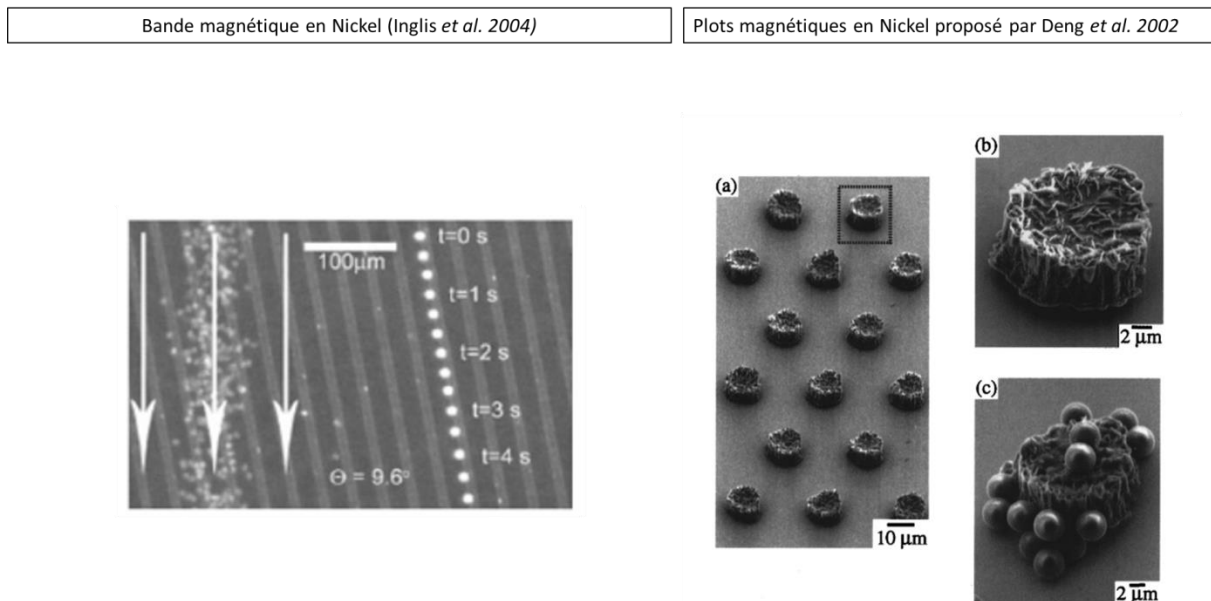 Bande magnétique en Nickel (Inglis et al. 2004)
Plots magnétiques en Nickel proposé par Deng et al. 2002
100μm
t=0 s
t=1 s
t=2 s
t=3 s
t=4 s
Θ = 9.6°
(a)
10 μm
(b)
2 μm
(c)
2 μm